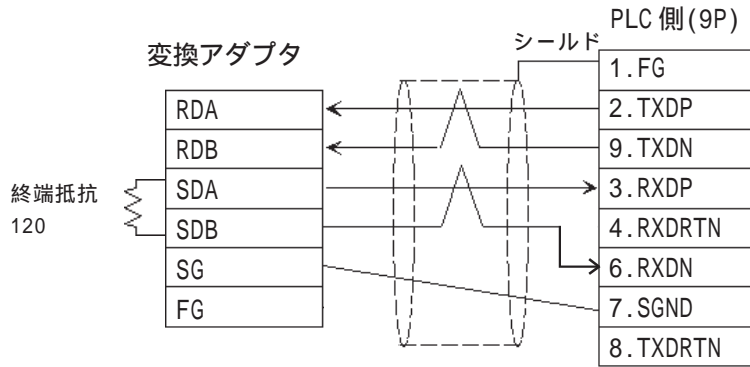 PLC側(9P)
シールド
変換アダプタ
1.FG
RDA
2.TXDP
RDB
9.TXDN
終端抵抗
120
SDA
3.RXDP
SDB
4.RXDRTN
SG
6.RXDN
FG
7.SGND
8.TXDRTN